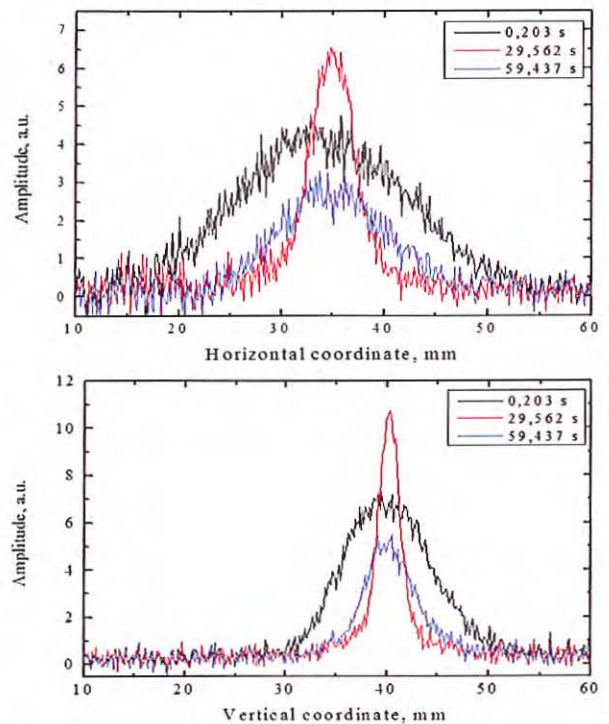 7
6
5
4
3
2
1
0
Amplitude, a.u.
0,203 s
29,562 s
59,437 s
10 20 30 40 50 60
Horizontal coordinate, mm
12
10
8
6
4
2
0
Amplitude, a.u.
0,203 s
29,562 s
59,437 s
10 20 30 40 50 60
Vertical coordinate, mm